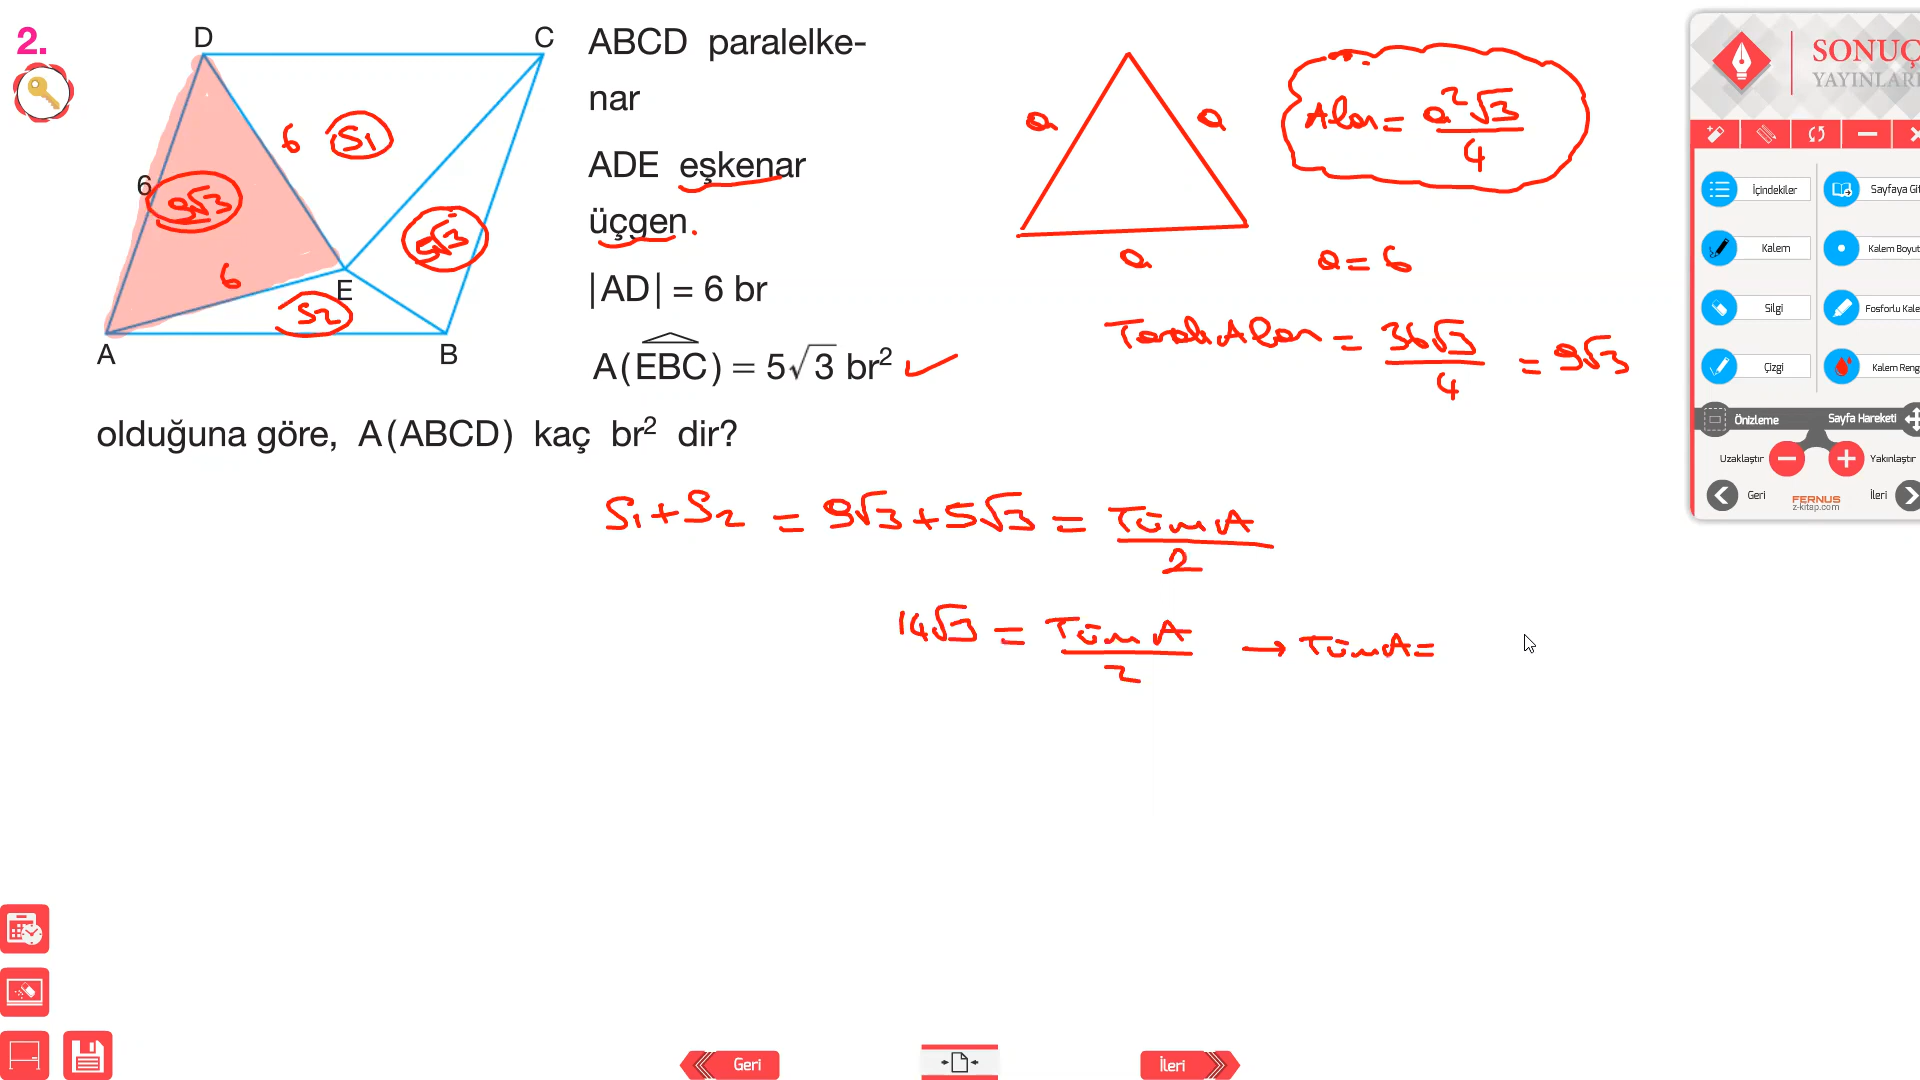 2.
D
C
6
6
S1
9√3
5√3
6
E
S2
A
B
ABCD paralelke-
nar
ADE eşkenar
üçgen.
|AD| = 6 br
A(EBC) = 5√3 br²
olduğuna göre, A(ABCD) kaç br² dir?
a
a
a
Alan = a²√3
4
a = 6
Taralı Alan = 36√3 = 9√3
4
S1 + S2 = 9√3 + 5√3 = Tüm A
2
14√3 = Tüm A → Tüm A =
2
SONUÇ
YAYINLARI
İçindekiler
Sayfaya Git
Kalem
Kalem Boyut
Silgi
Fosforlu Kale
Çizgi
Kalem Reng
Önizleme
Sayfa Hareketi
Uzaklaştır
Yakınlaştır
Geri
FERNUS
z-kitap.com
İleri
Geri
İleri